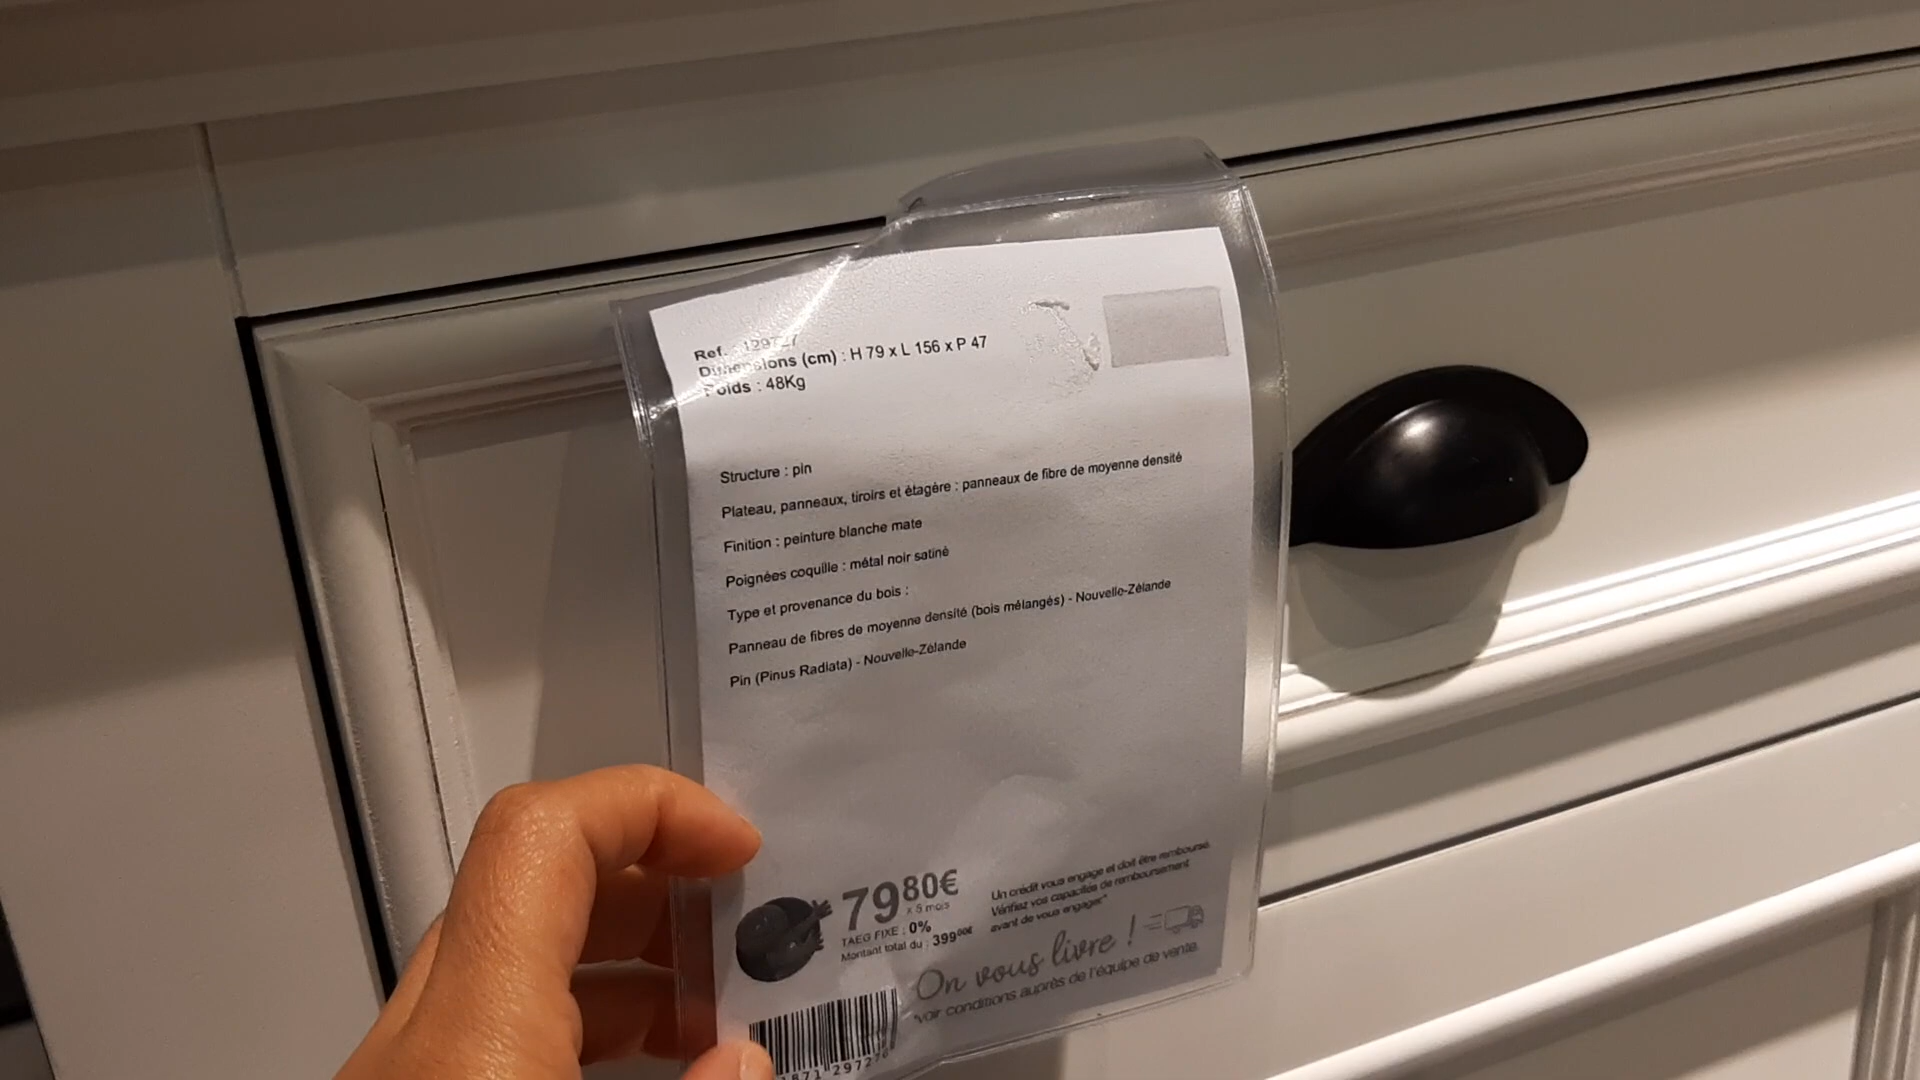 Ref.
Dimensions (cm) : H 79 x L 156 x P 47
Poids : 48Kg
Structure : pin
Plateau, panneaux, tiroirs et étagère : panneaux de fibre de moyenne densité
Finition : peinture blanche mate
Poignées coquille : métal noir satiné
Type et provenance du bois :
Panneau de fibres de moyenne densité (bois mélangés) - Nouvelle-Zélande
Pin (Pinus Radiata) - Nouvelle-Zélande
79 80€
x 5 mois
TAEG FIXE : 0%
Montant total du : 399 00€
Un crédit vous engage et doit être remboursé.
Vérifiez vos capacités de remboursement
avant de vous engager*
On vous livre !
*voir conditions auprès de l'équipe de vente.